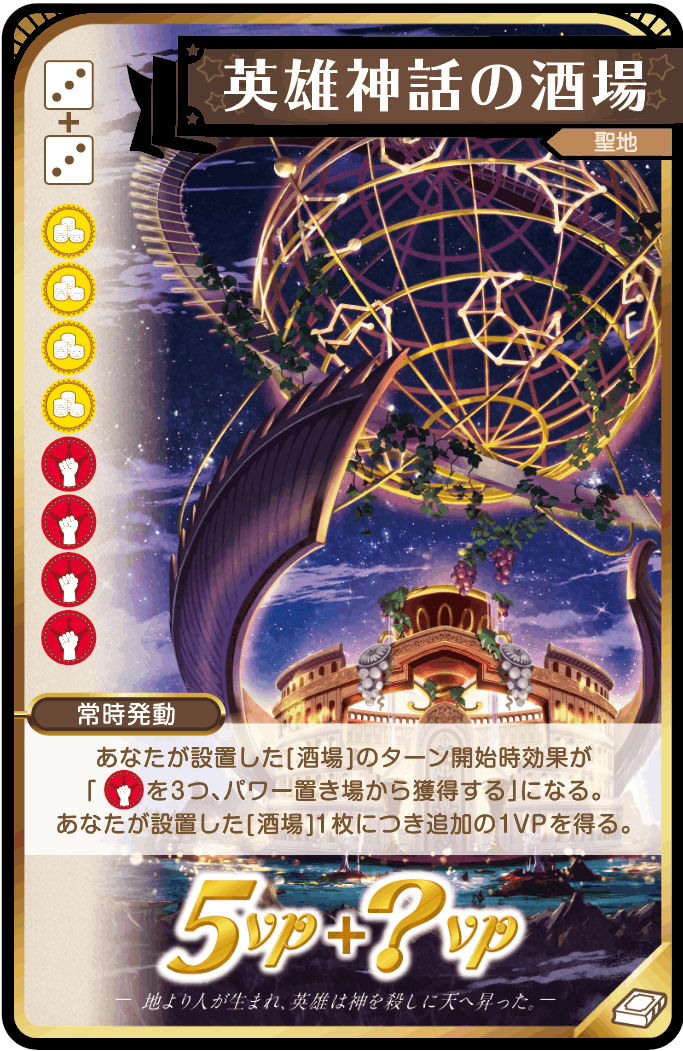 英雄神話の酒場
聖地
+
常時発動
あなたが設置した[酒場]のターン開始時効果が
「 を3つ、パワー置き場から獲得する」になる。
あなたが設置した[酒場]1枚につき追加の1VPを得る。
5vp+?vp
― 地より人が生まれ、英雄は神を殺しに天へ昇った。―